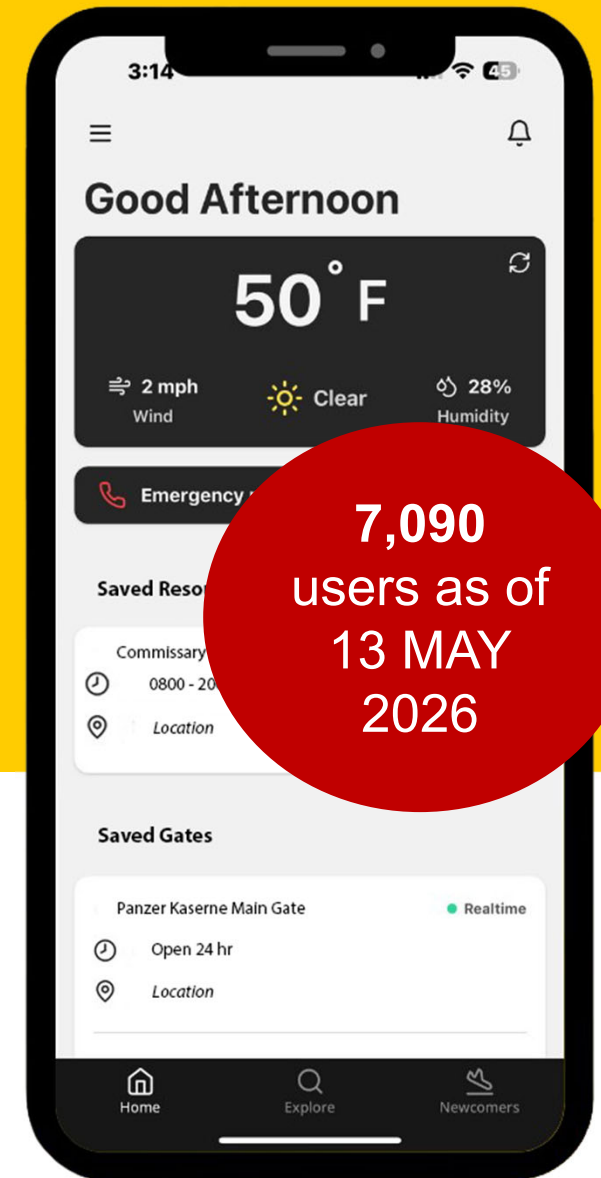 3:14
45
Good Afternoon
50°F
2 mph
Wind
Clear
28%
Humidity
Emergency
7,090
users as of
13 MAY
2026
Saved
Commissary
0800 -
Location
Saved Gates
Panzer Kaserne Main Gate
Realtime
Open 24 hr
Location
Home
Explore
Newcomers